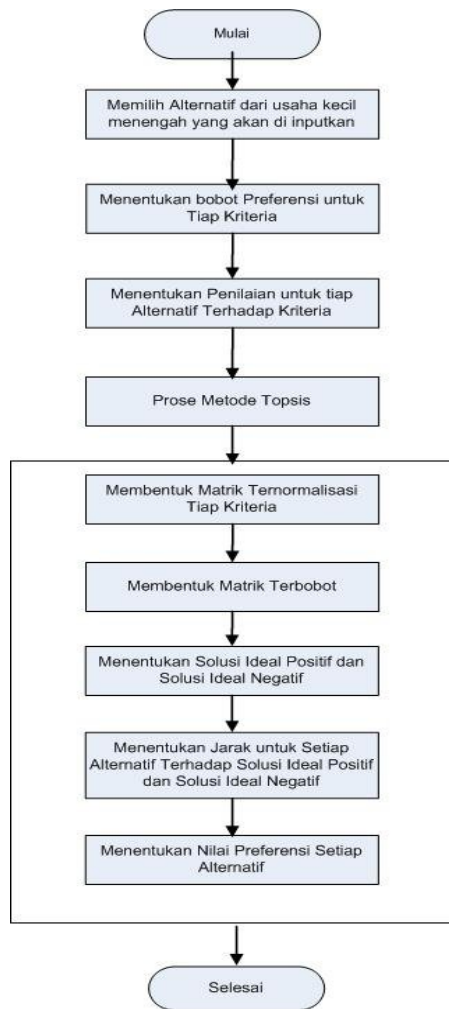 Mulai
Memilih Alternatif dari usaha kecil
menengah yang akan di inputkan
Menentukan bobot Preferensi untuk
Tiap Kriteria
Menentukan Penilaian untuk tiap
Alternatif Terhadap Kriteria
Prose Metode Topsis
Membentuk Matrik Ternormalisasi
Tiap Kriteria
Membentuk Matrik Terbobot
Menentukan Solusi Ideal Positif dan
Solusi Ideal Negatif
Menentukan Jarak untuk Setiap
Alternatif Terhadap Solusi Ideal Positif
dan Solusi Ideal Negatif
Menentukan Nilai Preferensi Setiap
Alternatif
Selesai